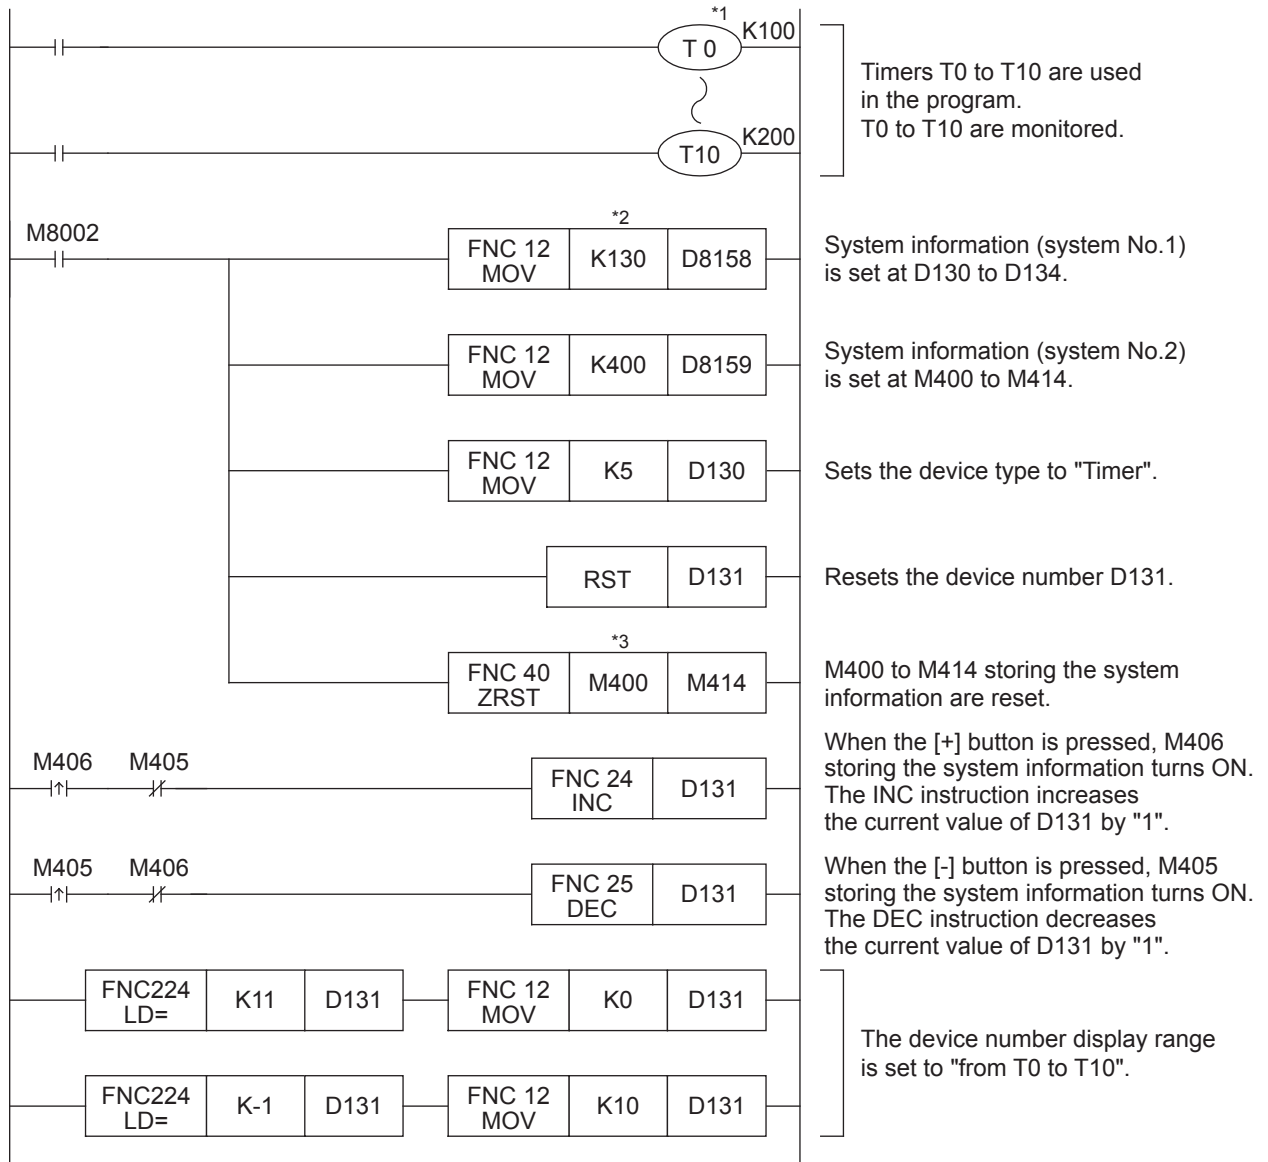 *1
T 0 K100
Timers T0 to T10 are used
in the program.
T0 to T10 are monitored.
T10 K200
M8002
*2
FNC 12
MOV K130 D8158
System information (system No.1)
is set at D130 to D134.
FNC 12
MOV K400 D8159
System information (system No.2)
is set at M400 to M414.
FNC 12
MOV K5 D130
Sets the device type to "Timer".
RST D131
Resets the device number D131.
*3
FNC 40
ZRST M400 M414
M400 to M414 storing the system
information are reset.
M406 M405
FNC 24
INC D131
When the [+] button is pressed, M406
storing the system information turns ON.
The INC instruction increases
the current value of D131 by "1".
M405 M406
FNC 25
DEC D131
When the [-] button is pressed, M405
storing the system information turns ON.
The DEC instruction decreases
the current value of D131 by "1".
FNC224
LD= K11 D131
FNC 12
MOV K0 D131
The device number display range
is set to "from T0 to T10".
FNC224
LD= K-1 D131
FNC 12
MOV K10 D131